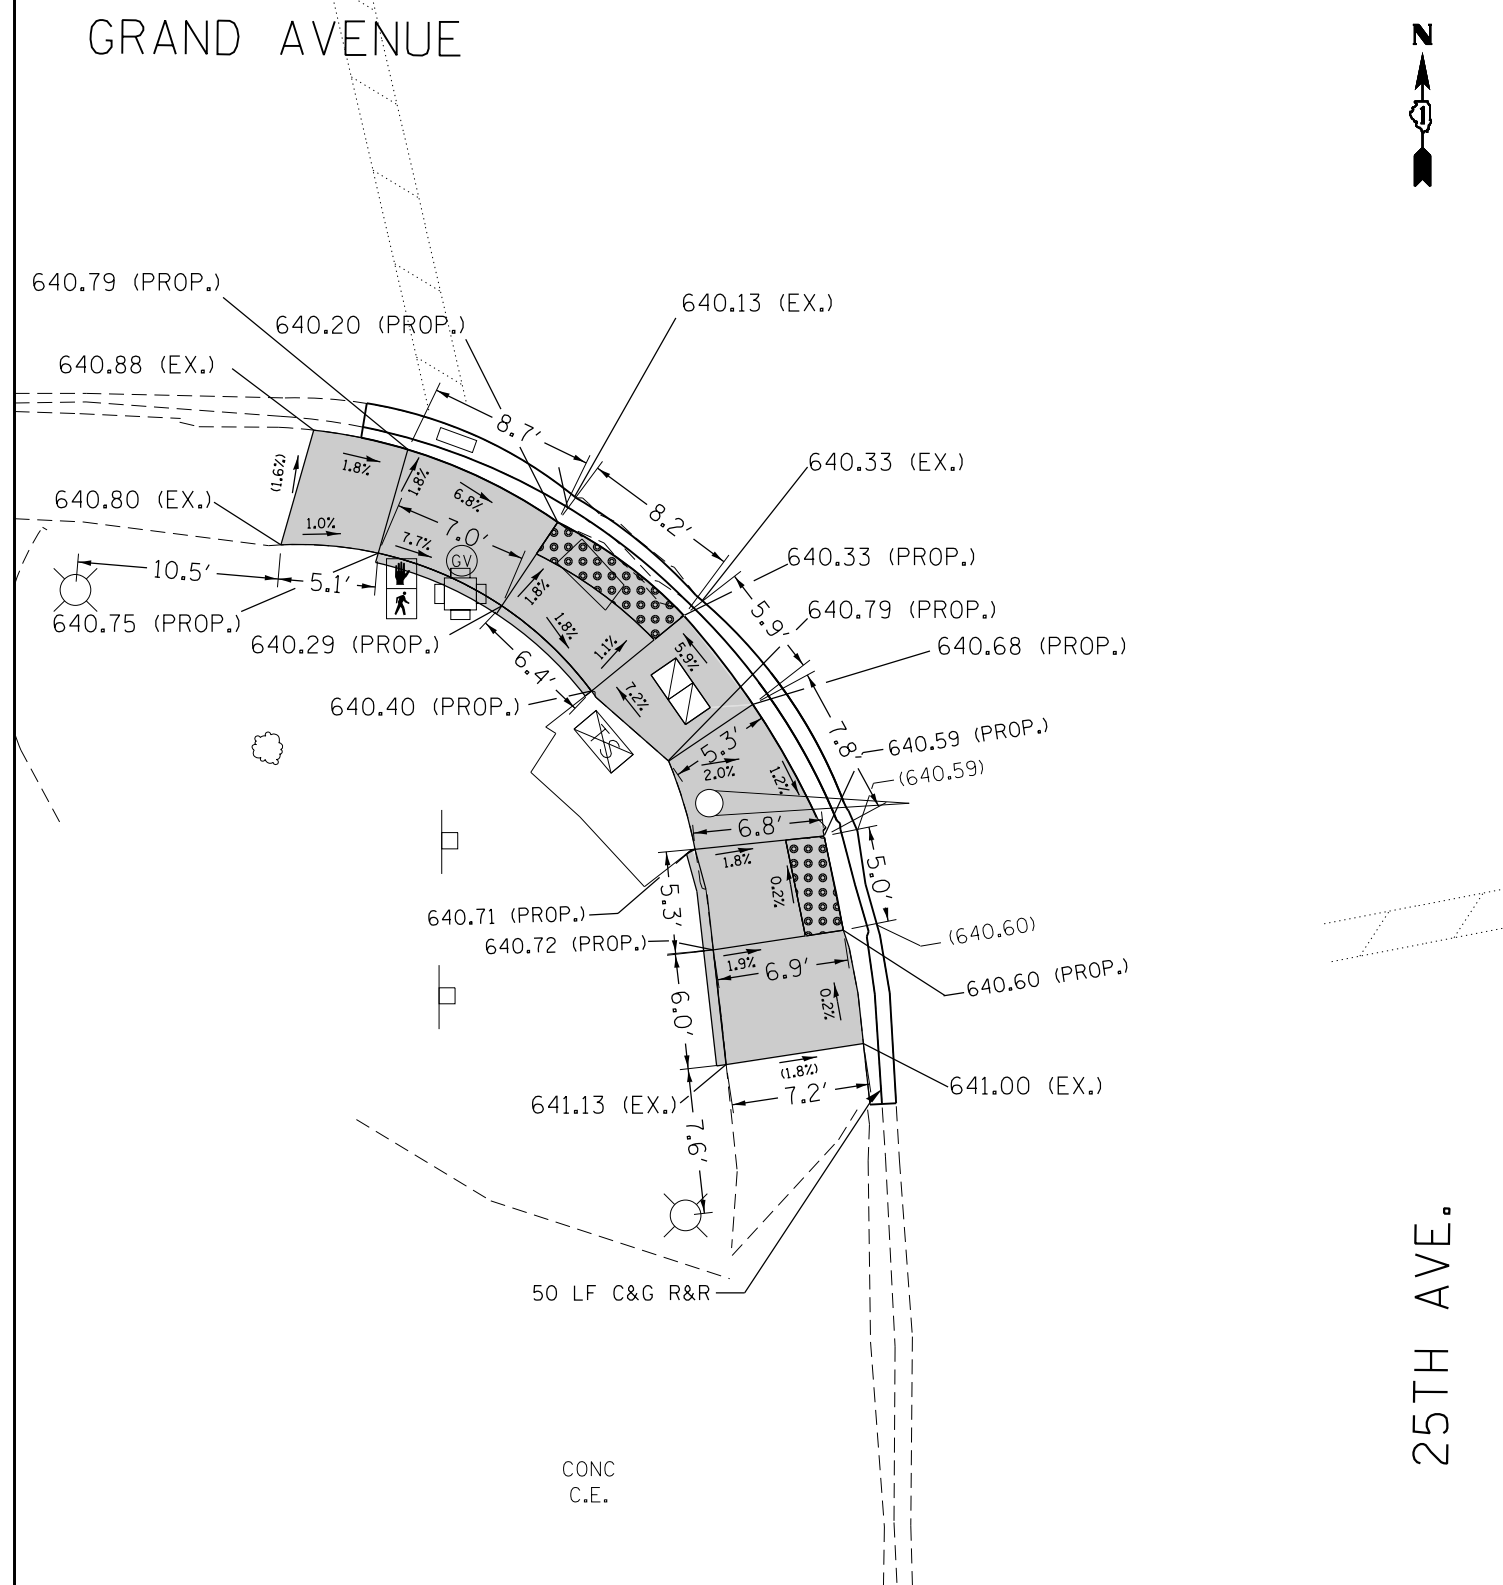 GRAND AVENUE
N
1
640.79 (PROP.)
640.20 (PROP.)
640.13 (EX.)
640.88 (EX.)
8.7'
640.33 (EX.)
(1.6%)
1.8%
1.8%
6.8%
8.2'
640.80 (EX.)
1.0%
7.7%
7.0'
GV
640.33 (PROP.)
10.5'
5.1'
1.8%
5.9'
640.79 (PROP.)
640.75 (PROP.)
640.29 (PROP.)
1.8%
1.1%
5.9%
640.68 (PROP.)
6.4'
7.2%
640.40 (PROP.)
TS
5.3'
7.8'
640.59 (PROP.)
2.0%
1.2%
(640.59)
6.8'
1.8%
5.3'
0.2%
5.0'
640.71 (PROP.)
640.72 (PROP.)
(640.60)
1.9%
6.9'
640.60 (PROP.)
6.0'
0.2%
(1.8%)
7.2'
641.00 (EX.)
641.13 (EX.)
7.6'
50 LF C&G R&R
25TH AVE.
CONC
C.E.